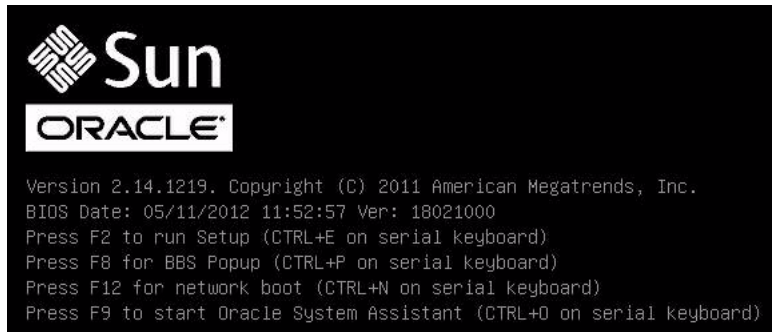 Sun
ORACLE
Version 2.14.1219. Copyright (C) 2011 American Megatrends, Inc.
BIOS Date: 05/11/2012 11:52:57 Ver: 18021000
Press F2 to run Setup (CTRL+E on serial keyboard)
Press F8 for BBS Popup (CTRL+P on serial keyboard)
Press F12 for network boot (CTRL+N on serial keyboard)
Press F9 to start Oracle System Assistant (CTRL+O on serial keyboard)